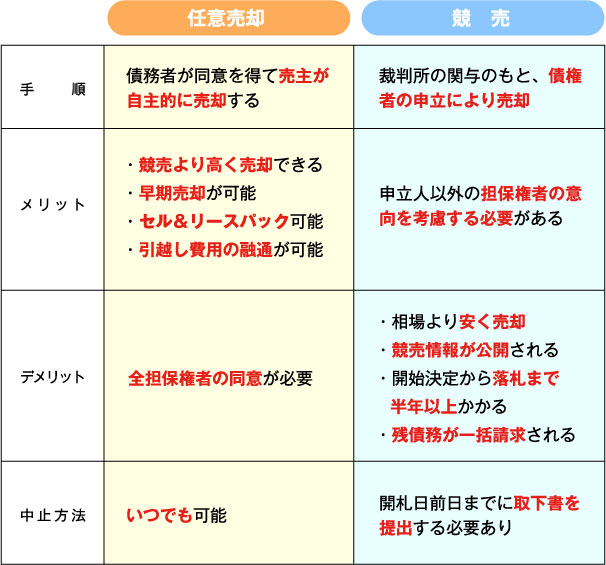 任意売却
競　売
手　順
債務者が同意を得て売主が
自主的に売却する
裁判所の関与のもと、債権
者の申立により売却
メリット
・競売より高く売却できる
・早期売却が可能
・セル＆リースパック可能
・引越し費用の融通が可能
申立人以外の担保権者の意
向を考慮する必要がある
デメリット
全担保権者の同意が必要
・相場より安く売却
・競売情報が公開される
・開始決定から落札まで
半年以上かかる
・残債務が一括請求される
中止方法
いつでも可能
開札日前日までに取下書を
提出する必要あり